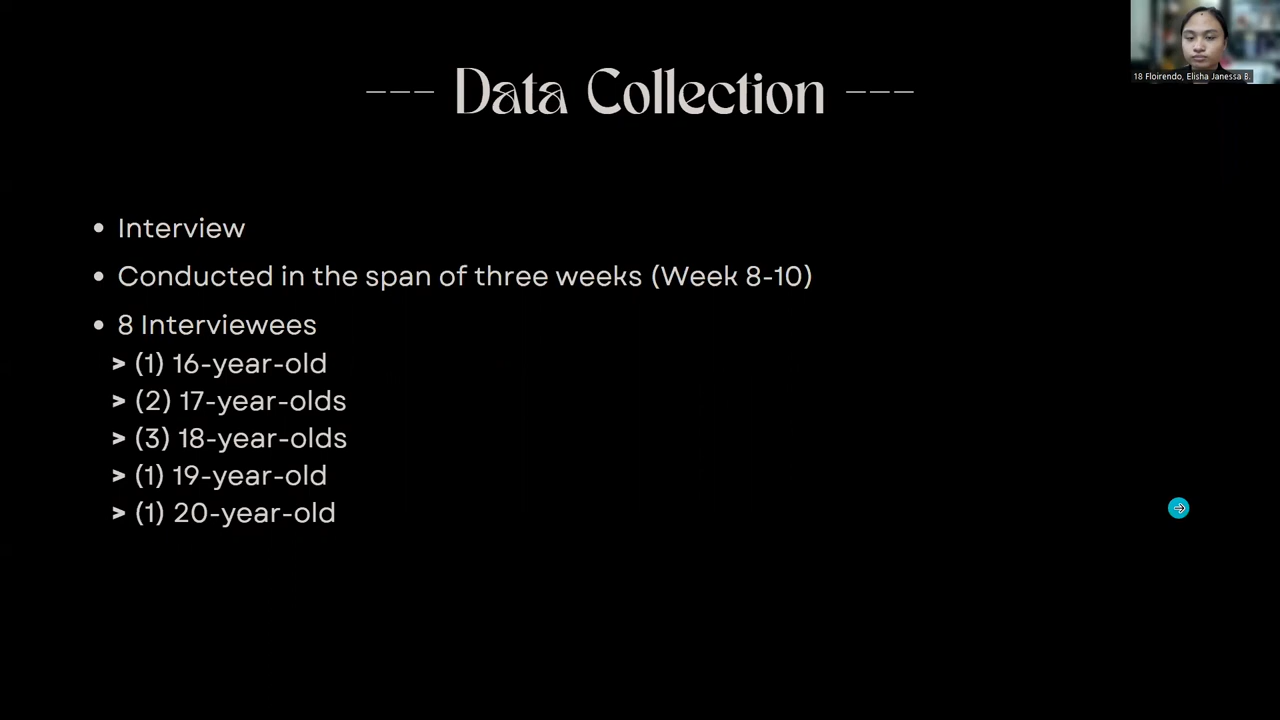 --- Data Collection ---
18 Floirendo, Elisha Janessa B.
• Interview
• Conducted in the span of three weeks (Week 8-10)
• 8 Interviewees
> (1) 16-year-old
> (2) 17-year-olds
> (3) 18-year-olds
> (1) 19-year-old
> (1) 20-year-old